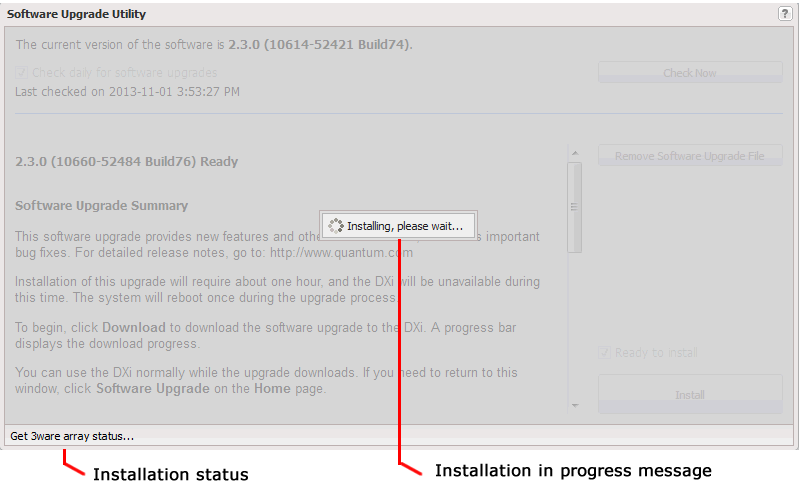 Software Upgrade Utility
?
The current version of the software is 2.3.0 (10614-52421 Build74).
Check daily for software upgrades
Check Now
Last checked on 2013-11-01 3:53:27 PM
2.3.0 (10660-52484 Build76) Ready
Remove Software Upgrade File
Software Upgrade Summary
Installing, please wait...
This software upgrade provides new features and othe s important
bug fixes. For detailed release notes, go to: http://www.quantum.com
Installation of this upgrade will require about one hour, and the DXi will be unavailable during
this time. The system will reboot once during the upgrade process.
To begin, click Download to download the software upgrade to the DXi. A progress bar
displays the download progress.
Ready to install
You can use the DXi normally while the upgrade downloads. If you need to return to this
window, click Software Upgrade on the Home page.
Install
Get 3ware array status...
Installation status
Installation in progress message